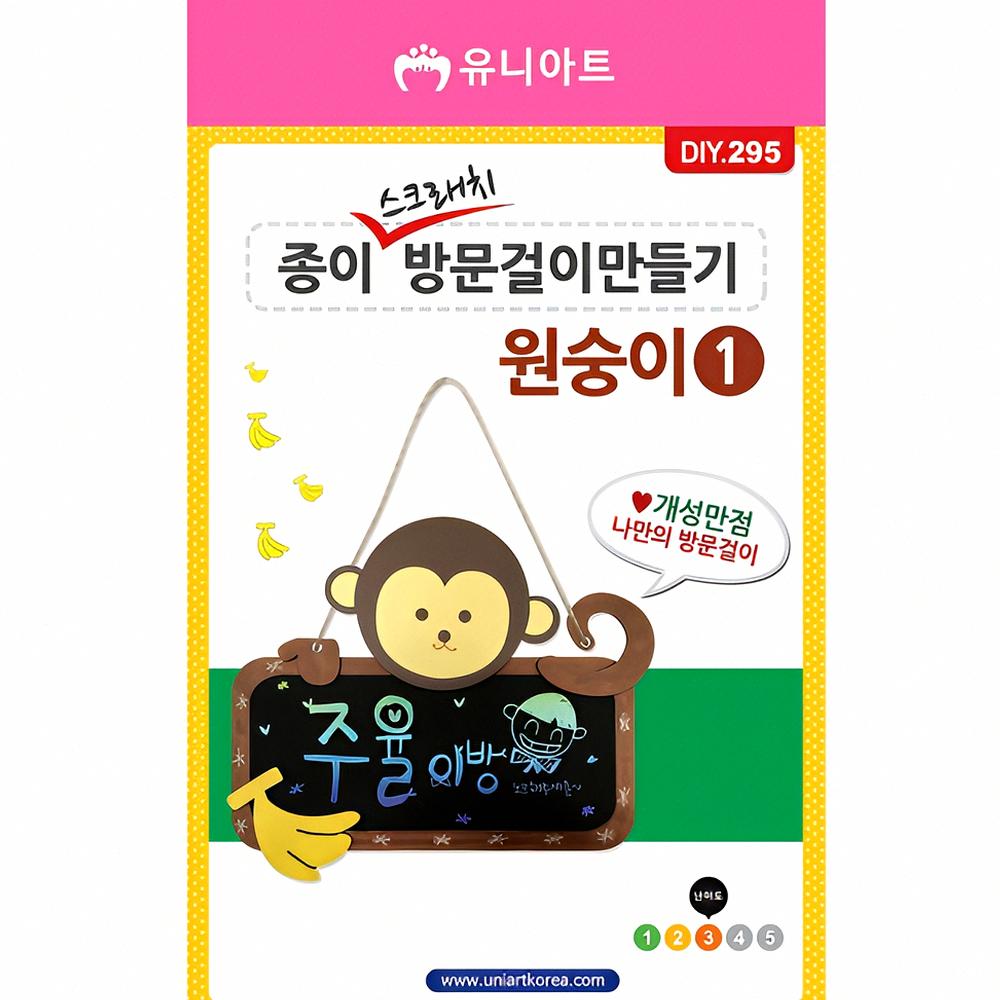 유니아트
DIY.295
스크래치
종이 방문걸이만들기
원숭이 1
♥개성만점
나만의 방문걸이
주율이방
난이도
1 2 3 4 5
www.uniartkorea.com